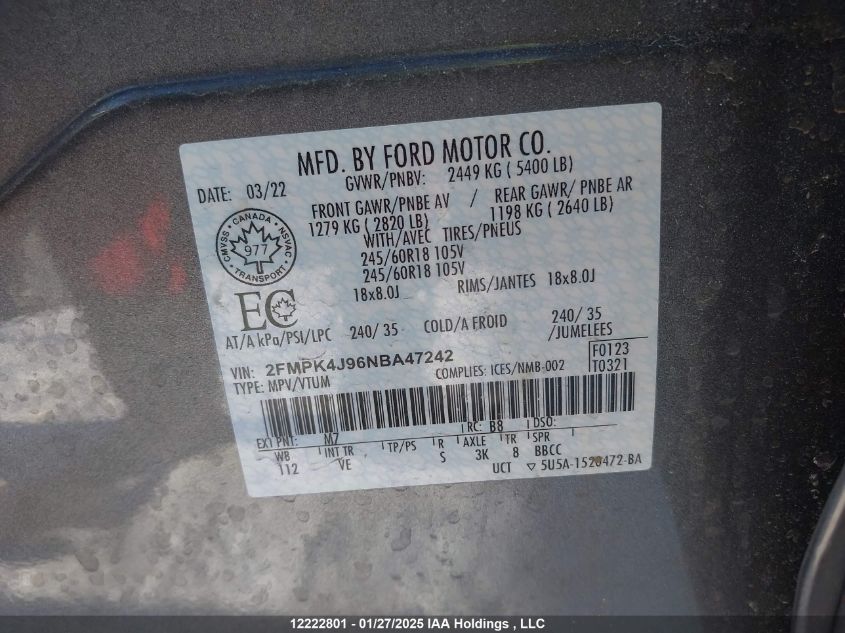 MFD. BY FORD MOTOR CO.
DATE: 03/22 GVWR/PNBV: 2449 KG ( 5400 LB)
FRONT GAWR/PNBE AV / REAR GAWR/ PNBE AR
1279 KG ( 2820 LB) 1198 KG ( 2640 LB)
WITH/AVEC TIRES/PNEUS
245/60R18 105V
245/60R18 105V
18x8.0J RIMS/JANTES 18x8.0J
CANADA
CMVSS NSVAC
977
TRANSPORT
EC
AT/A kPa/PSI/LPC 240/ 35 COLD/A FROID 240/ 35
/JUMELEES
VIN: 2FMPK4J96NBA47242 F0123
TYPE: MPV/VTUM COMPLIES: ICES/NMB-002 T0321
EXT PNT: M7 RC: B8 DSO:
WB INT TR TP/PS R AXLE TR SPR
112 VE S 3K 8 BBCC
UCT 5U5A-1520472-BA
12222801 - 01/27/2025 IAA Holdings , LLC